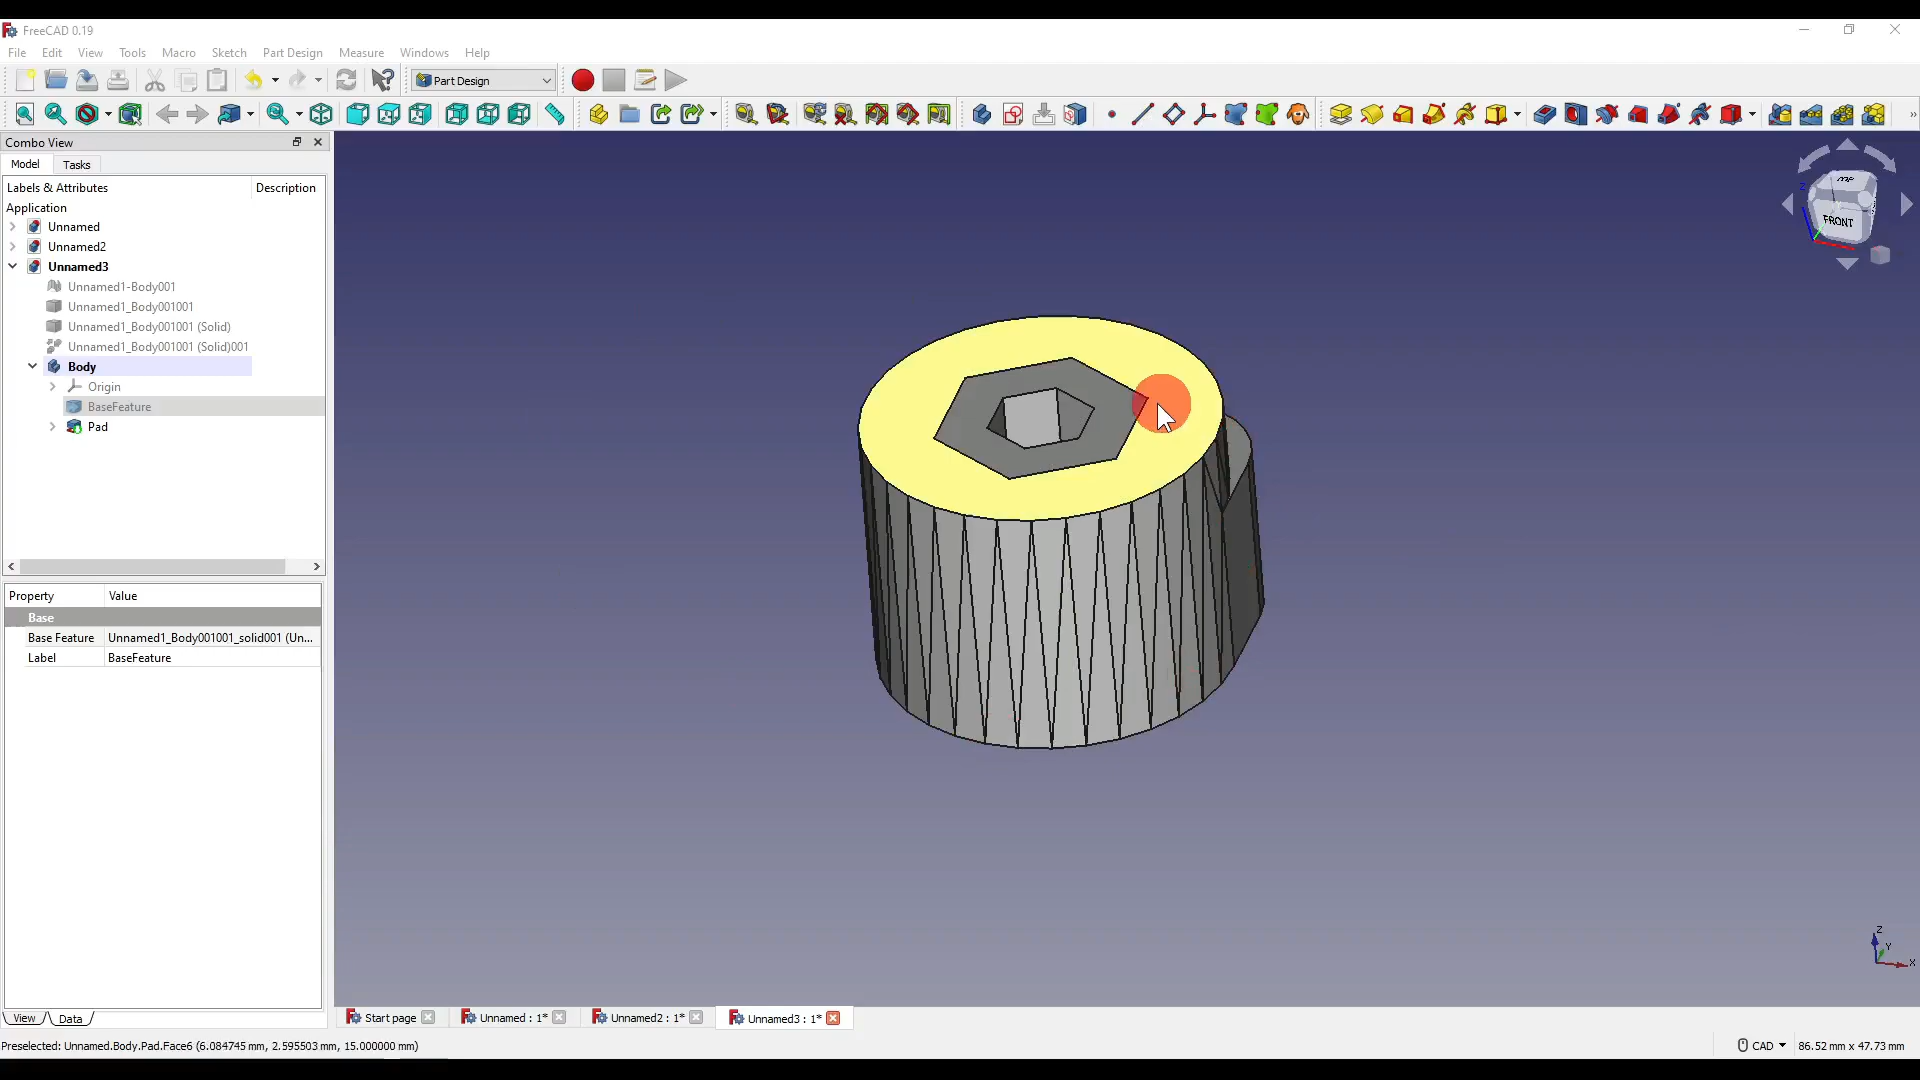 FreeCAD 0.19
File Edit View Tools Macro Sketch Part Design Measure Windows Help
Part Design
Combo View
Model Tasks
Labels & Attributes Description
Application
Unnamed
Unnamed2
Unnamed3
Unnamed1-Body001
Unnamed1_Body001001
Unnamed1_Body001001 (Solid)
Unnamed1_Body001001 (Solid)001
Body
Origin
BaseFeature
Pad
Property Value
Base
Base Feature Unnamed1_Body001001_solid001 (Un...
Label BaseFeature
View Data
TOP
FRONT
Z
Z
Y
X
Start page Unnamed : 1* Unnamed2 : 1* Unnamed3 : 1*
Preselected: Unnamed.Body.Pad.Face6 (6.084745 mm, 2.595503 mm, 15.000000 mm) CAD 86.52 mm x 47.73 mm